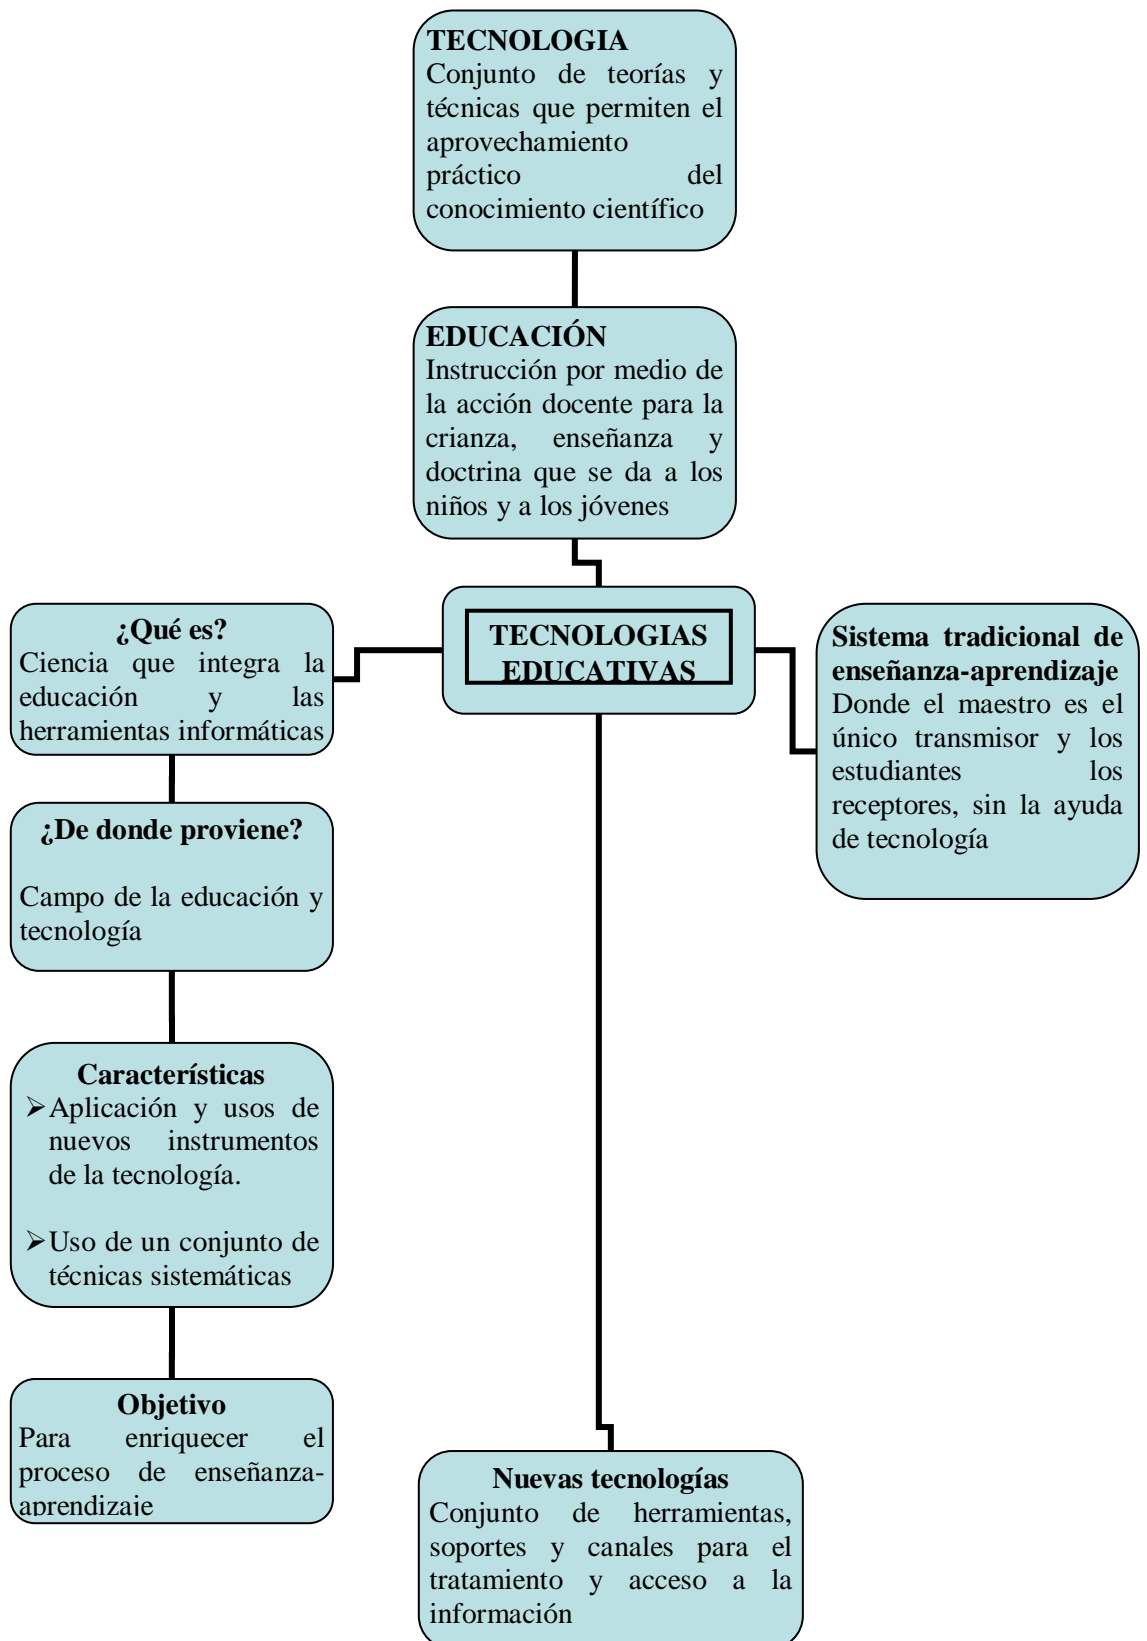 TECNOLOGIA
Conjunto de teorías y
técnicas que permiten el
aprovechamiento
práctico del
conocimiento científico
EDUCACIÓN
Instrucción por medio de
la acción docente para la
crianza, enseñanza y
doctrina que se da a los
niños y a los jóvenes
TECNOLOGIAS
EDUCATIVAS
¿Qué es?
Ciencia que integra la
educación y las
herramientas informáticas
¿De donde proviene?
Campo de la educación y
tecnología
Características
➢Aplicación y usos de
nuevos instrumentos
de la tecnología.
➢Uso de un conjunto de
técnicas sistemáticas
Objetivo
Para enriquecer el
proceso de enseñanza-
aprendizaje
Sistema tradicional de
enseñanza-aprendizaje
Donde el maestro es el
único transmisor y los
estudiantes los
receptores, sin la ayuda
de tecnología
Nuevas tecnologías
Conjunto de herramientas,
soportes y canales para el
tratamiento y acceso a la
información